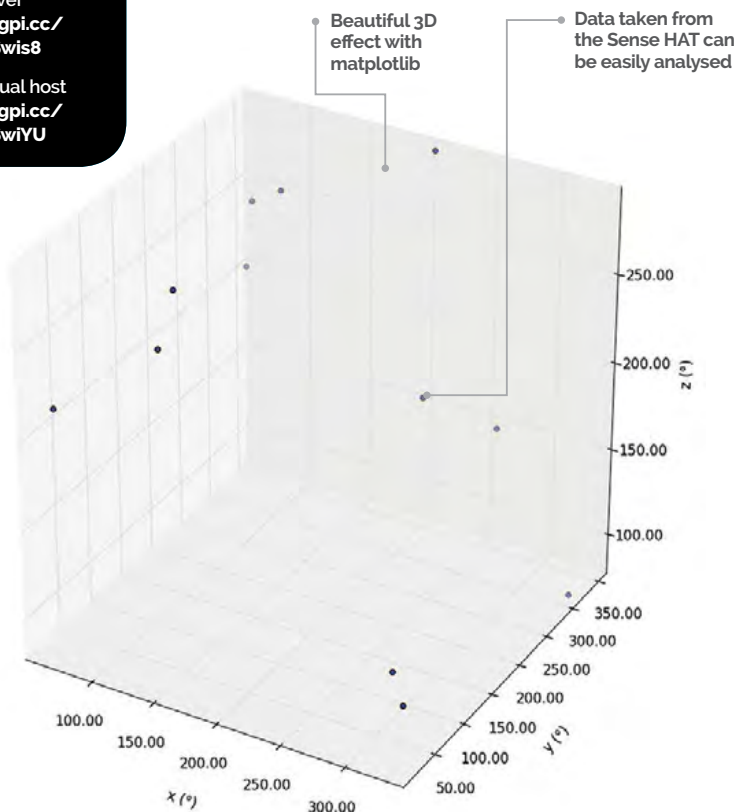 gpi.cc/
wis8
ual host
gpi.cc/
wiYU
Beautiful 3D
effect with
matplotlib
Data taken from
the Sense HAT can
be easily analysed
250.00
200.00
150.00
100.00
z (°)
350.00
300.00
250.00
200.00
150.00
100.00
50.00
y (°)
100.00
150.00
200.00
250.00
300.00
x (°)